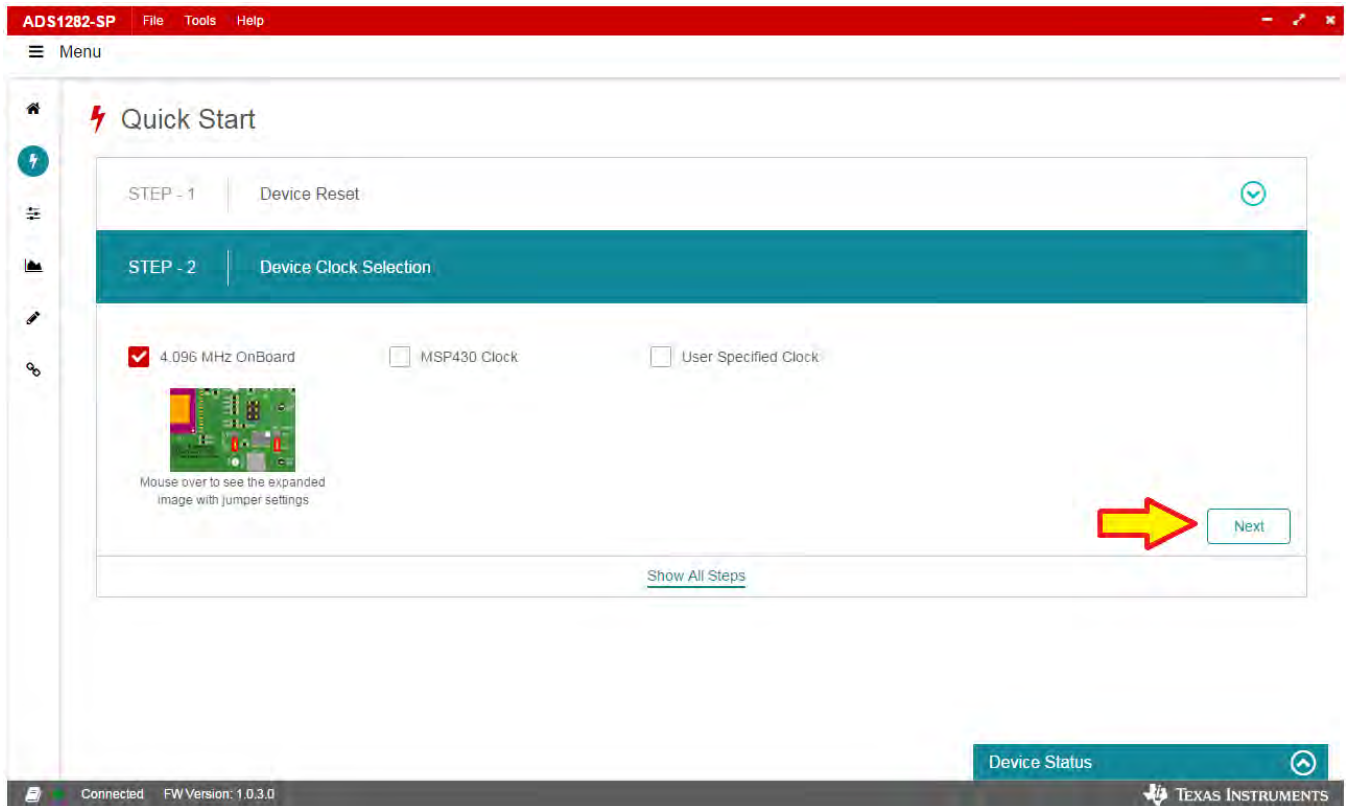 ADS1282-SP File Tools Help
Menu
Quick Start
STEP - 1 Device Reset
STEP - 2 Device Clock Selection
4.096 MHz OnBoard MSP430 Clock User Specified Clock
Mouse over to see the expanded
image with jumper settings
Next
Show All Steps
Device Status
Connected FW Version: 1.0.3.0 TEXAS INSTRUMENTS